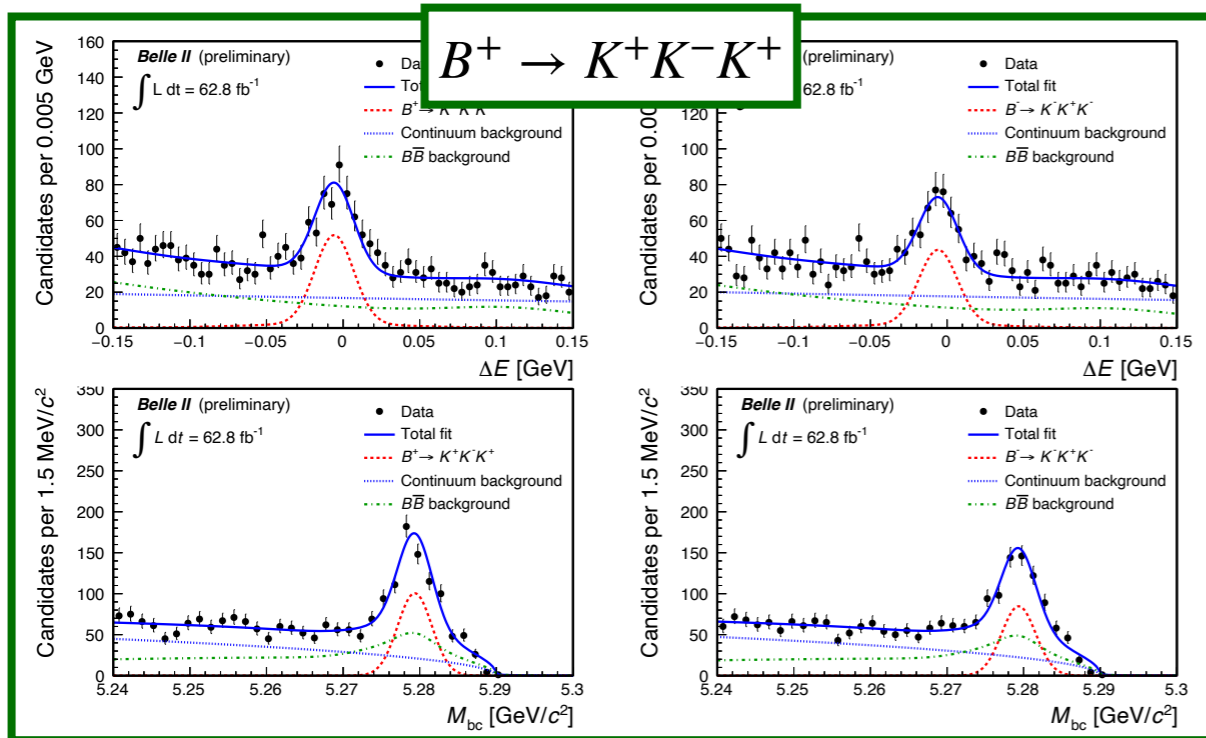 B⁺ → K⁺K⁻K⁺
Candidates per 0.005 GeV
160
140
120
100
80
60
40
20
0
Belle II (preliminary)
∫ L dt = 62.8 fb⁻¹
Data
Total fit
B⁺→ K⁺K⁻K⁺
Continuum background
BB̅ background
−0.15 −0.1 −0.05 0 0.05 0.1 0.15
ΔE [GeV]
Candidates per 0.00
160
140
120
100
80
60
40
20
0
62.8 fb⁻¹
Data
Total fit
B⁻→ K⁻K⁺K⁻
Continuum background
BB̅ background
−0.15 −0.1 −0.05 0 0.05 0.1 0.15
ΔE [GeV]
Candidates per 1.5 MeV/c²
350
300
250
200
150
100
50
0
Belle II (preliminary)
∫ L dt = 62.8 fb⁻¹
Data
Total fit
B⁺→ K⁺K⁻K⁺
Continuum background
BB̅ background
5.24 5.25 5.26 5.27 5.28 5.29 5.3
M_bc [GeV/c²]
Candidates per 1.5 MeV/c²
350
300
250
200
150
100
50
0
Belle II (preliminary)
∫ L dt = 62.8 fb⁻¹
Data
Total fit
B⁻→ K⁻K⁺K⁻
Continuum background
BB̅ background
5.24 5.25 5.26 5.27 5.28 5.29 5.3
M_bc [GeV/c²]